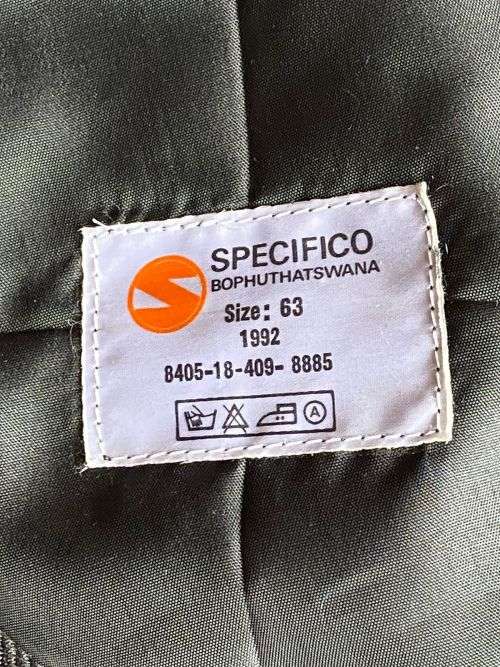 SPECIFICO
BOPHUTHATSWANA
Size: 63
1992
8405-18-409- 8885
A